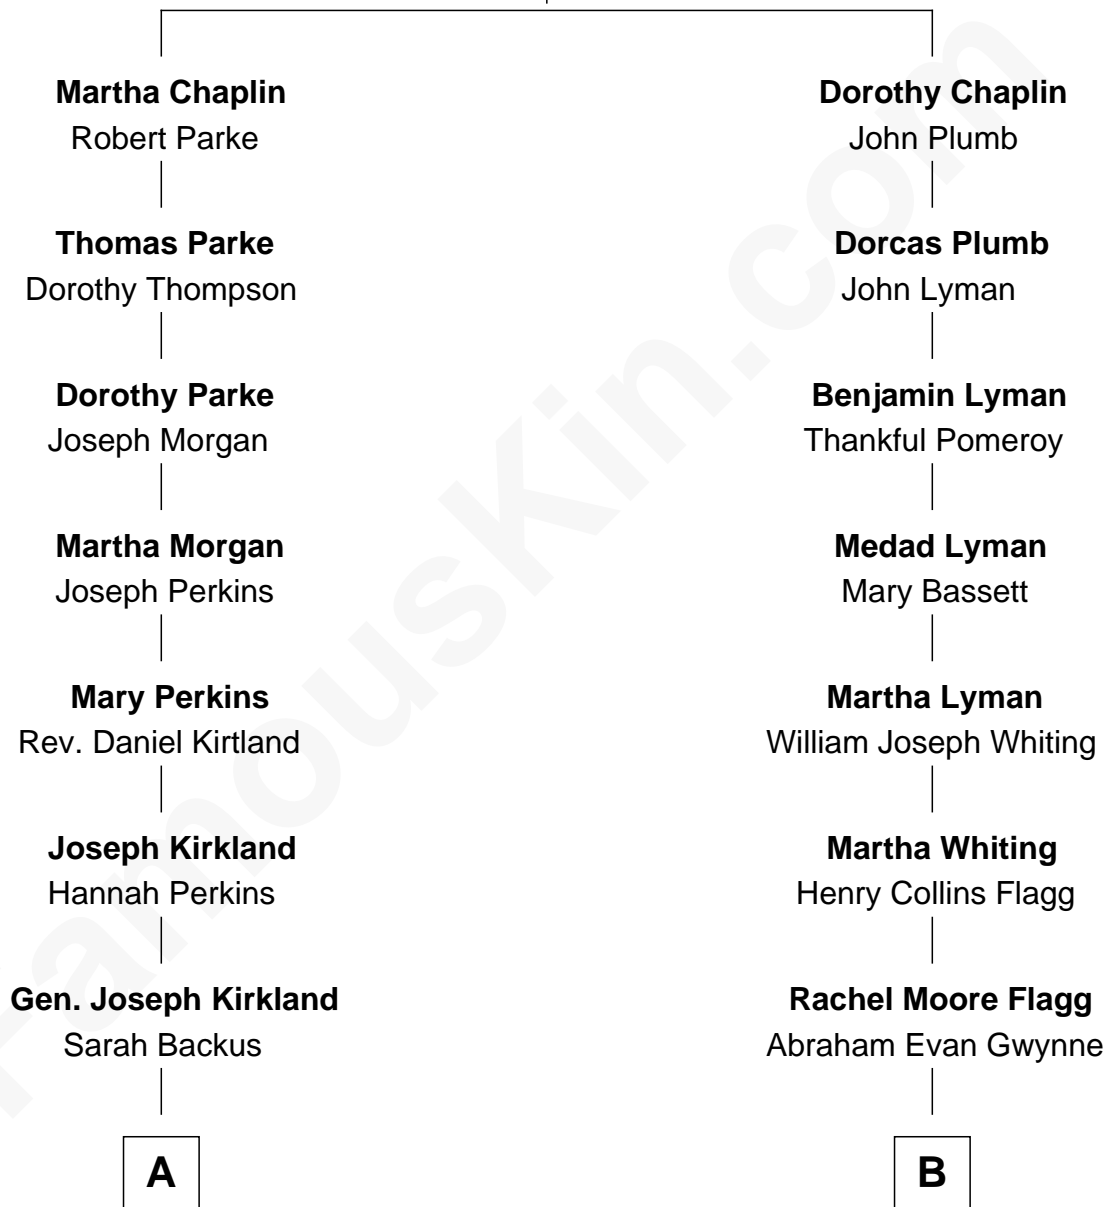 Martha Chaplin
Robert Parke
Thomas Parke
Dorothy Thompson
Dorothy Parke
Joseph Morgan
Martha Morgan
Joseph Perkins
Mary Perkins
Rev. Daniel Kirtland
Joseph Kirkland
Hannah Perkins
Gen. Joseph Kirkland
Sarah Backus
A
Dorothy Chaplin
John Plumb
Dorcas Plumb
John Lyman
Benjamin Lyman
Thankful Pomeroy
Medad Lyman
Mary Bassett
Martha Lyman
William Joseph Whiting
Martha Whiting
Henry Collins Flagg
Rachel Moore Flagg
Abraham Evan Gwynne
B
FamousKin.com